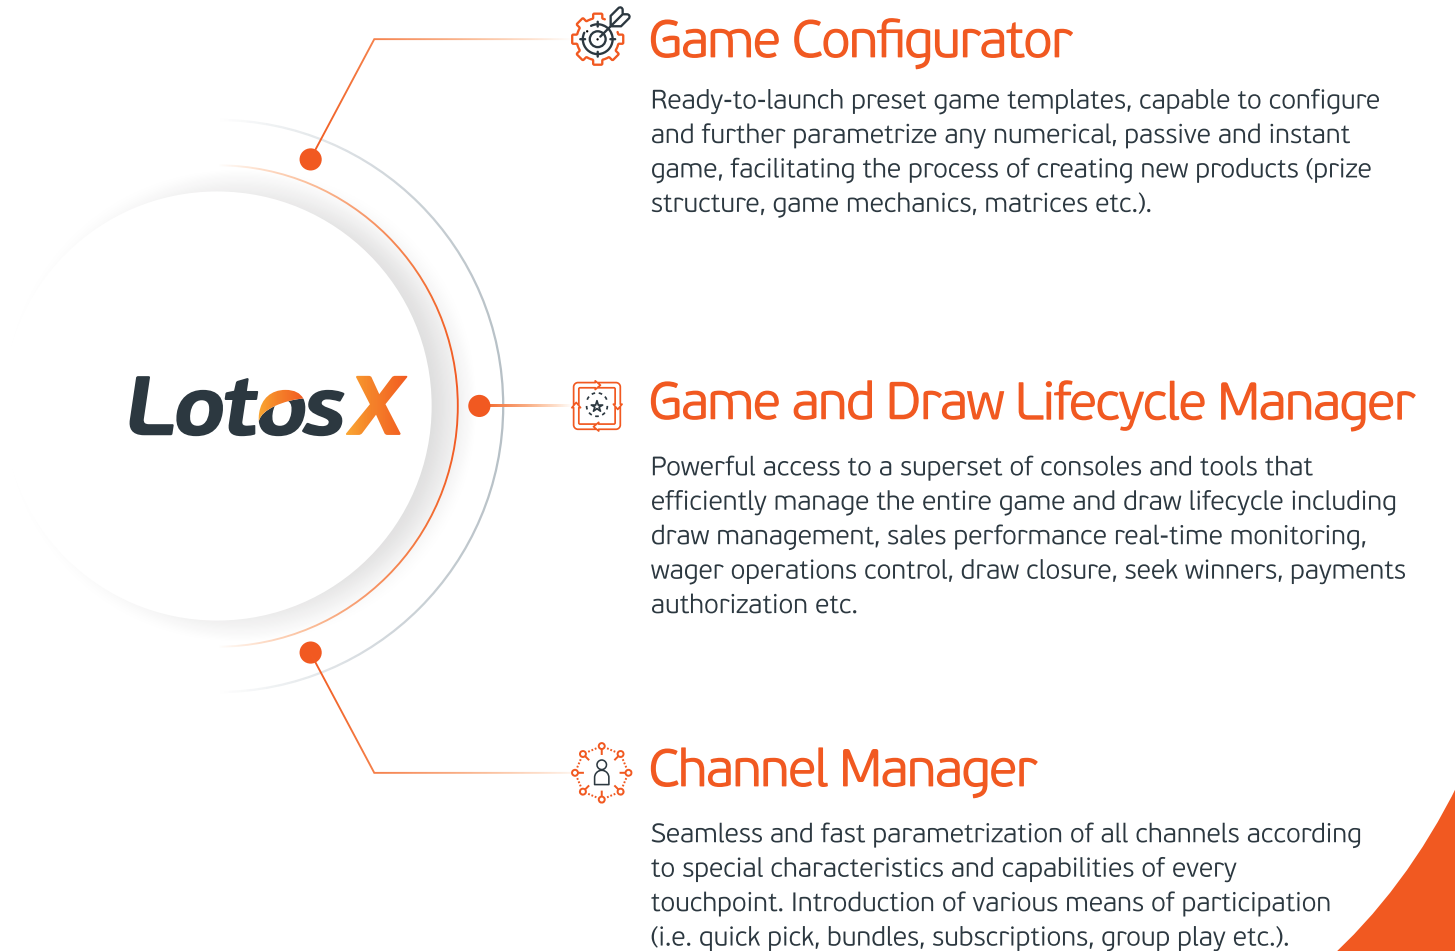 Game Configurator
Ready-to-launch preset game templates, capable to configure
and further parametrize any numerical, passive and instant
game, facilitating the process of creating new products (prize
structure, game mechanics, matrices etc.).
LotosX
Game and Draw Lifecycle Manager
Powerful access to a superset of consoles and tools that
efficiently manage the entire game and draw lifecycle including
draw management, sales performance real-time monitoring,
wager operations control, draw closure, seek winners, payments
authorization etc.
Channel Manager
Seamless and fast parametrization of all channels according
to special characteristics and capabilities of every
touchpoint. Introduction of various means of participation
(i.e. quick pick, bundles, subscriptions, group play etc.).